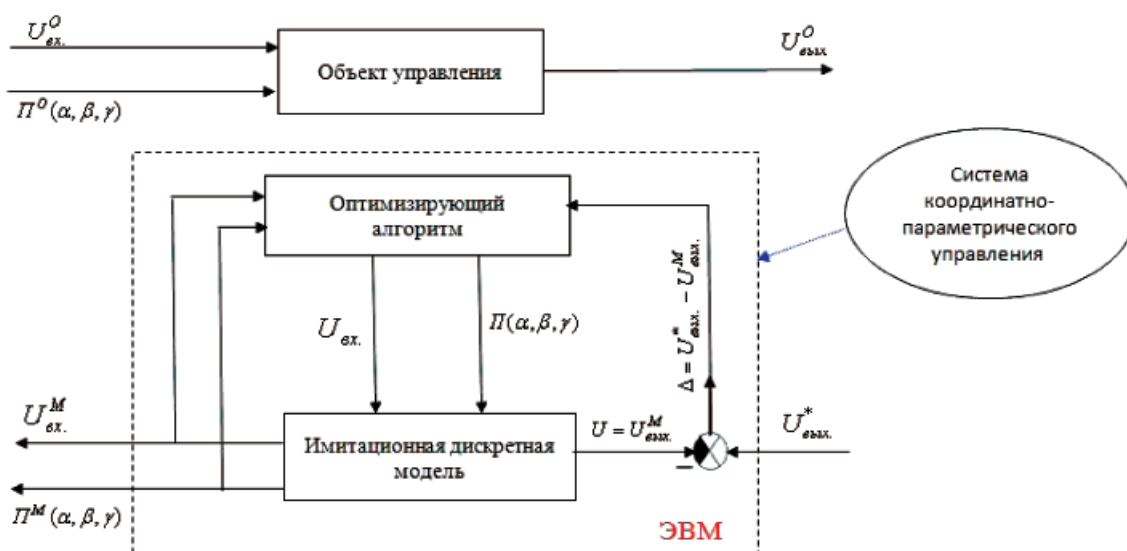 U^O_вх.
U^O_вых
Объект управления
П^O(α, β, γ)
Система
координатно-
параметрического
управления
Оптимизирующий
алгоритм
U_вх.
П(α, β, γ)
Δ = U^*_вых. − U^M_вых.
U^M_вх.
Имитационная дискретная
модель
U = U^M_вых.
U^*_вых.
−
П^M(α, β, γ)
ЭВМ